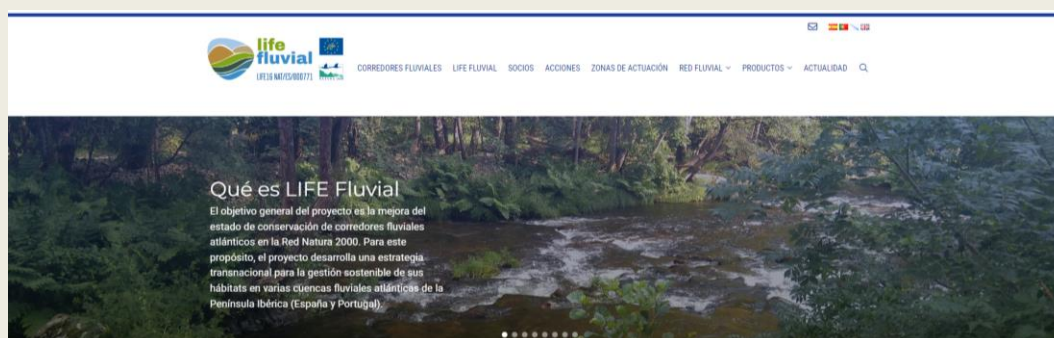 life
fluvial
LIFE16 NAT/ES/000771
CORREDORES FLUVIALES LIFE FLUVIAL SOCIOS ACCIONES ZONAS DE ACTUACIÓN RED FLUVIAL PRODUCTOS ACTUALIDAD
Qué es LIFE Fluvial
El objetivo general del proyecto es la mejora del
estado de conservación de corredores fluviales
atlánticos en la Red Natura 2000. Para este
propósito, el proyecto desarrolla una estrategia
transnacional para la gestión sostenible de sus
hábitats en varias cuencas fluviales atlánticas de la
Península Ibérica (España y Portugal).